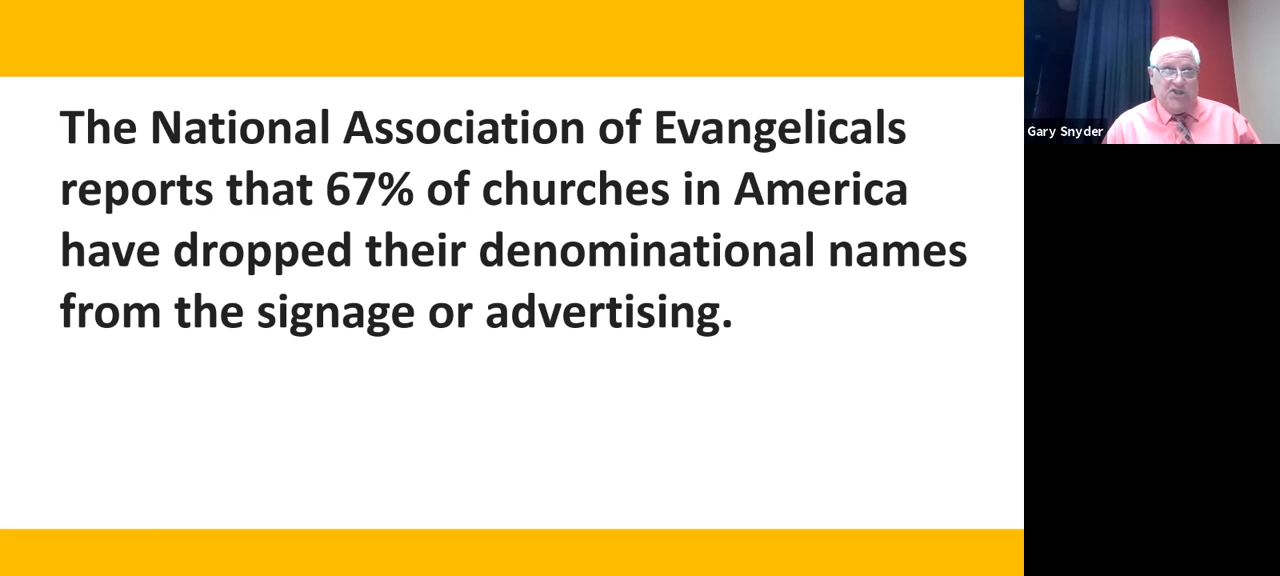 The National Association of Evangelicals
reports that 67% of churches in America
have dropped their denominational names
from the signage or advertising.
Gary Snyder